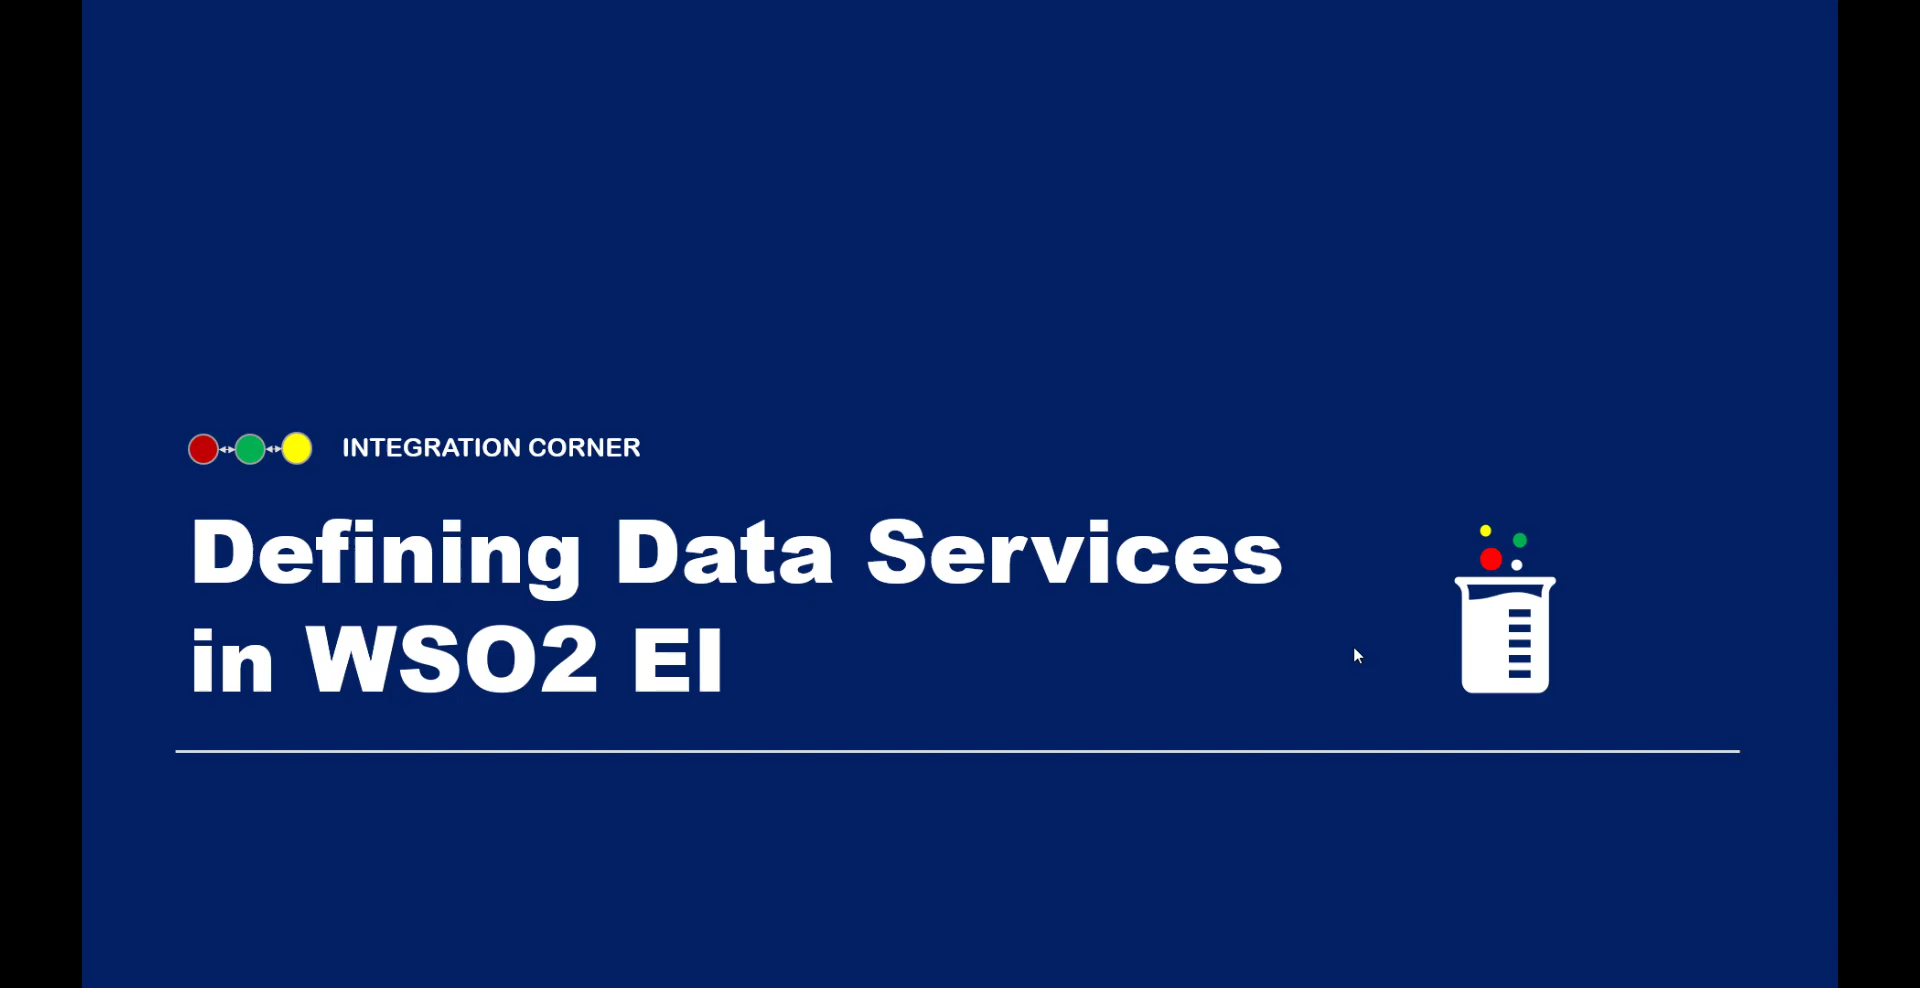 INTEGRATION CORNER
Defining Data Services
in WSO2 EI